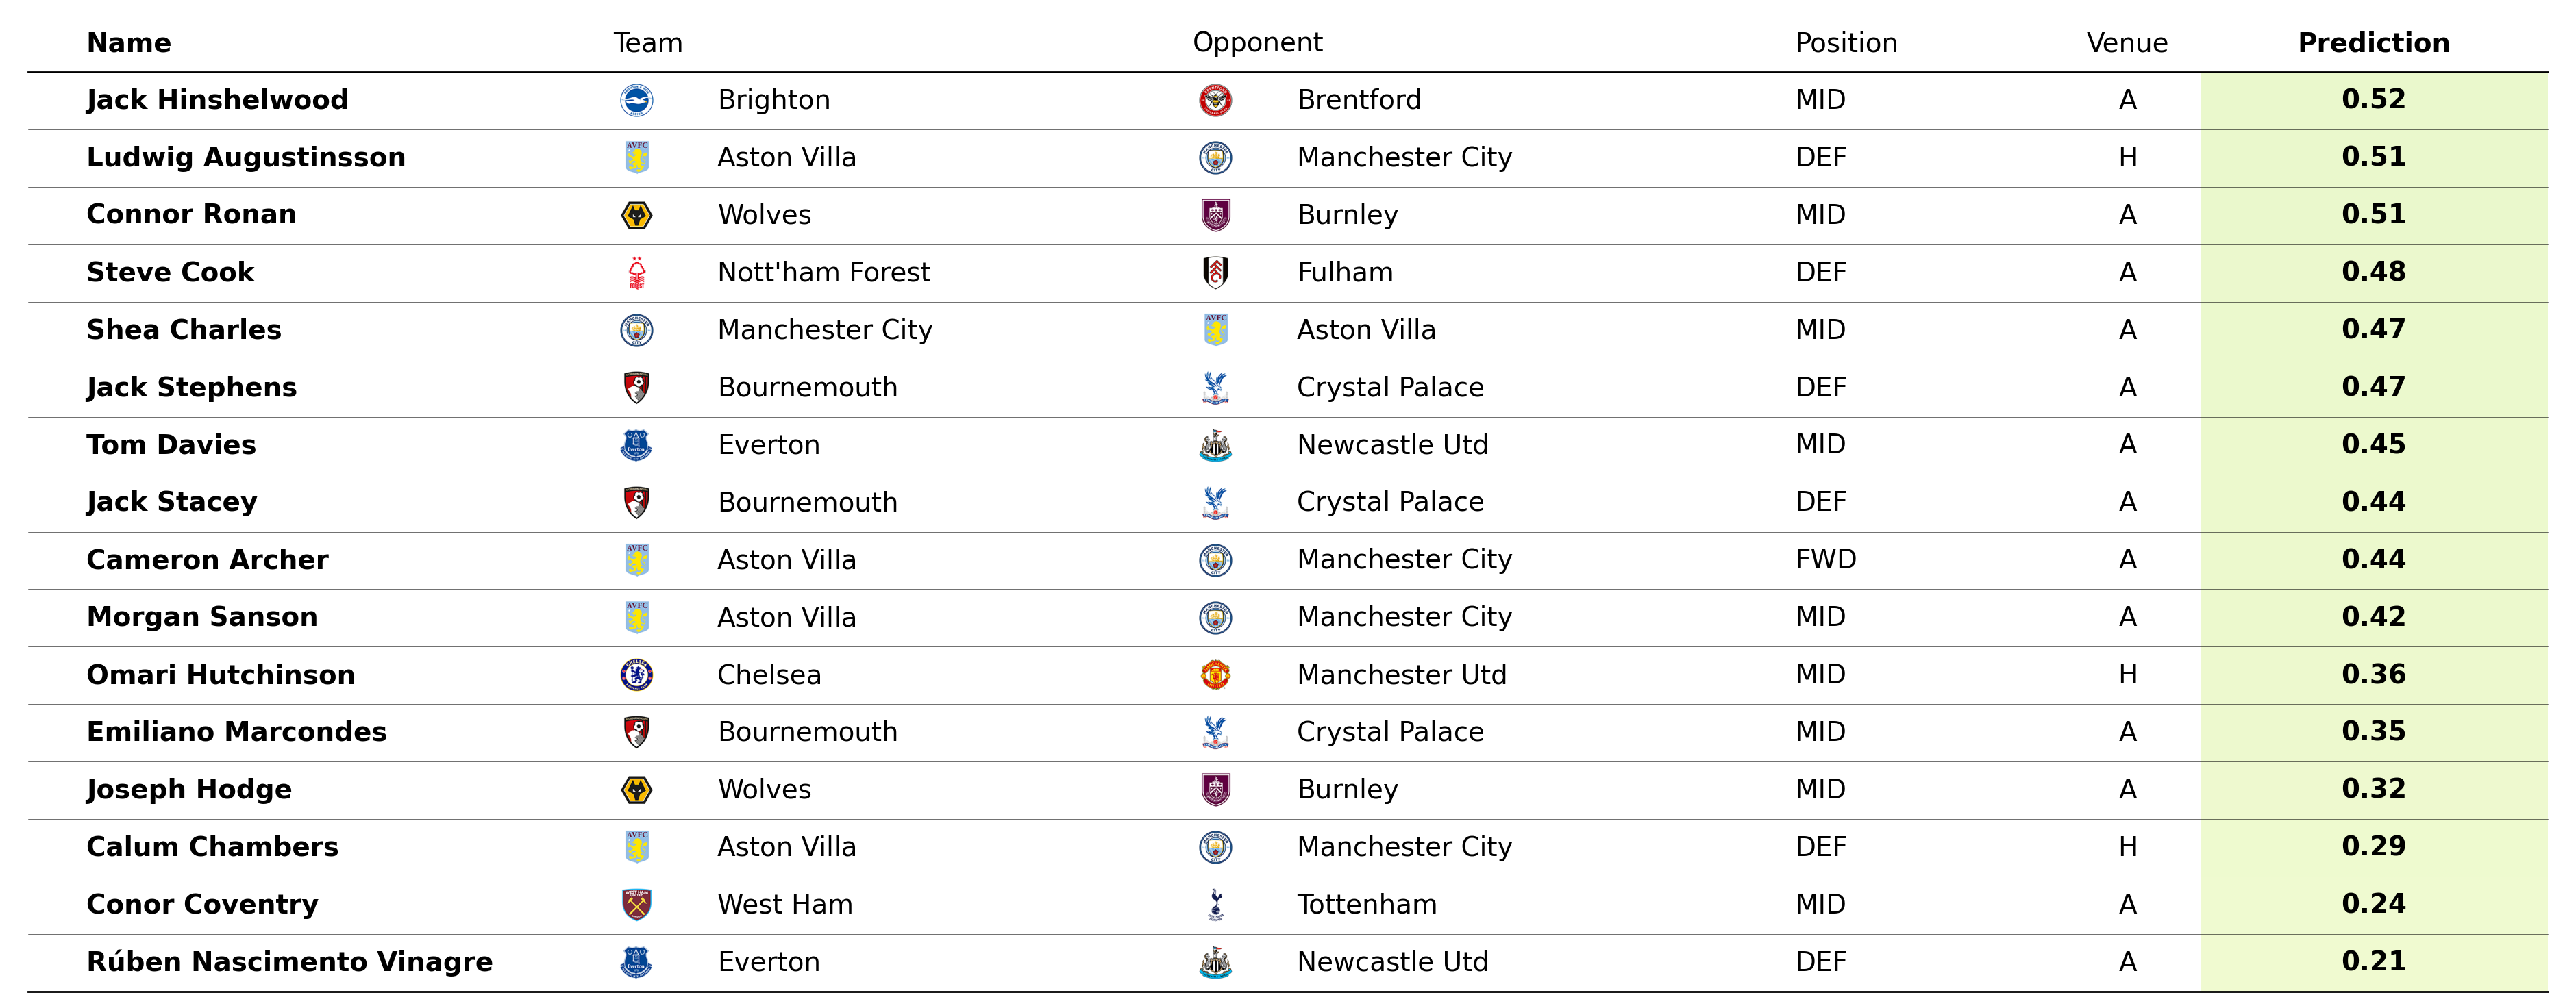 Name Team Opponent Position Venue Prediction
Jack Hinshelwood Brighton Brentford MID A 0.52
Ludwig Augustinsson Aston Villa Manchester City DEF H 0.51
Connor Ronan Wolves Burnley MID A 0.51
Steve Cook Nott'ham Forest Fulham DEF A 0.48
Shea Charles Manchester City Aston Villa MID A 0.47
Jack Stephens Bournemouth Crystal Palace DEF A 0.47
Tom Davies Everton Newcastle Utd MID A 0.45
Jack Stacey Bournemouth Crystal Palace DEF A 0.44
Cameron Archer Aston Villa Manchester City FWD A 0.44
Morgan Sanson Aston Villa Manchester City MID A 0.42
Omari Hutchinson Chelsea Manchester Utd MID H 0.36
Emiliano Marcondes Bournemouth Crystal Palace MID A 0.35
Joseph Hodge Wolves Burnley MID A 0.32
Calum Chambers Aston Villa Manchester City DEF H 0.29
Conor Coventry West Ham Tottenham MID A 0.24
Rúben Nascimento Vinagre Everton Newcastle Utd DEF A 0.21